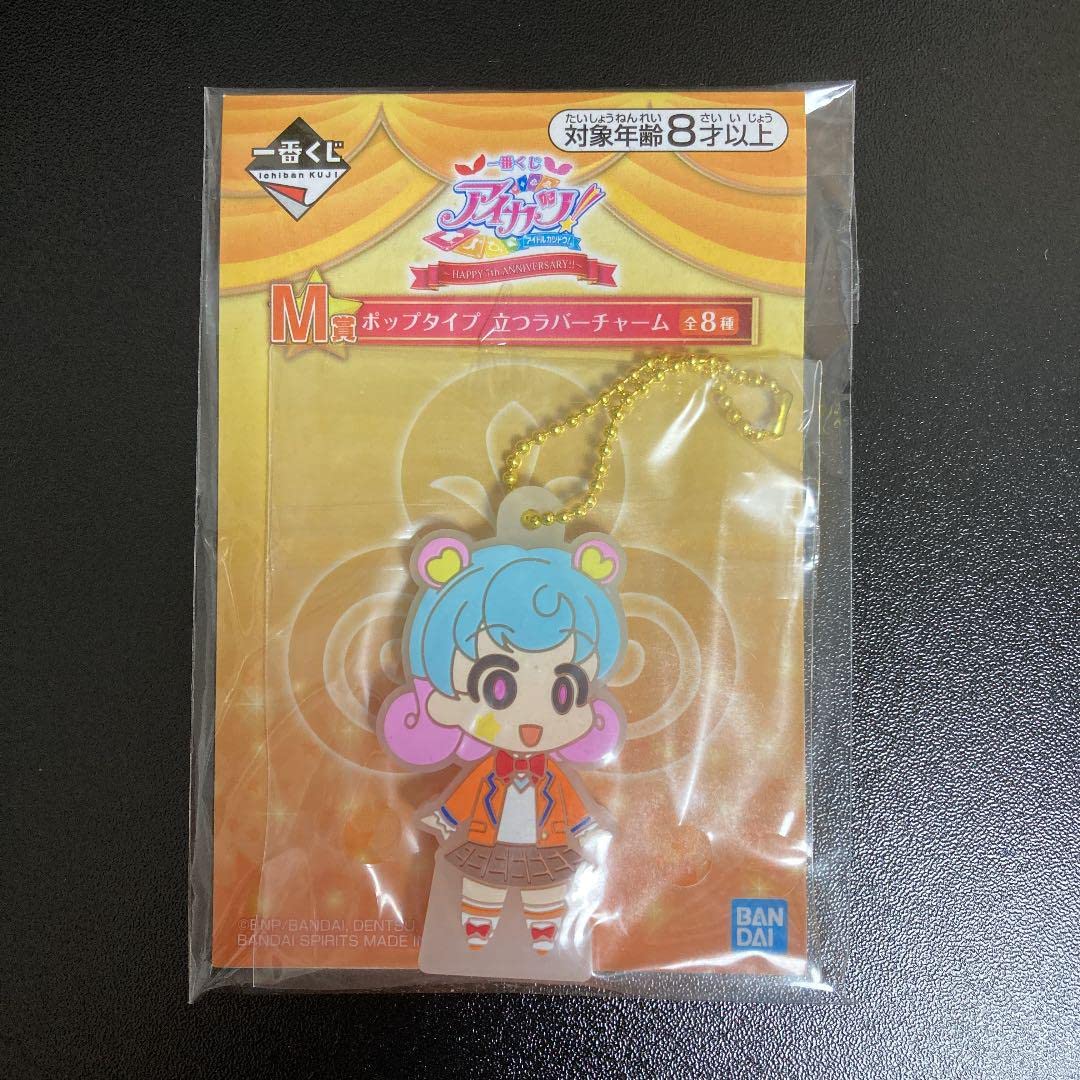 一番くじ
Ichiban KUJI
たいしょうねんれい さい い じょう
対象年齢8才以上
一番くじ
アイカツ!
アイドルカツドウ!
～HAPPY 7th ANNIVERSARY!!～
M賞 ポップタイプ 立つラバーチャーム 全8種
©BNP/BANDAI, DENTSU
BANDAI SPIRITS MADE I
BAN
DAI